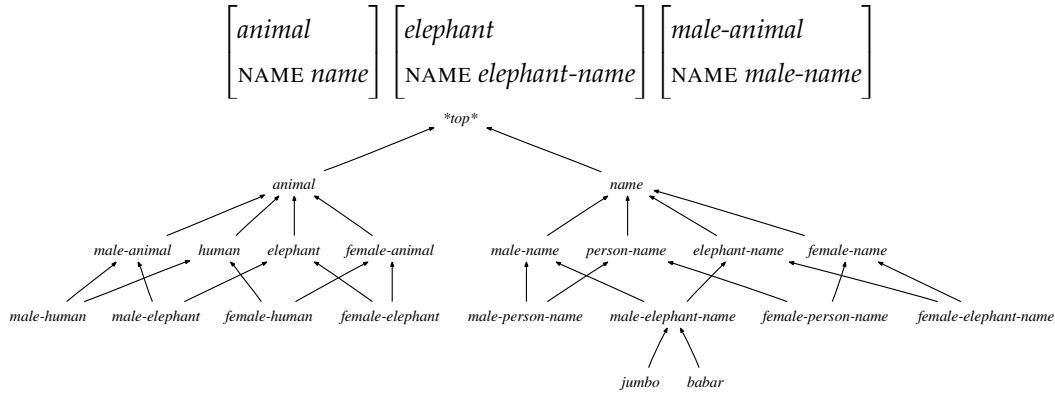 animal elephant male-animal
NAME name NAME elephant-name NAME male-name
*top*
animal name
male-animal human elephant female-animal male-name person-name elephant-name female-name
male-human male-elephant female-human female-elephant male-person-name male-elephant-name female-person-name female-elephant-name
jumbo babar